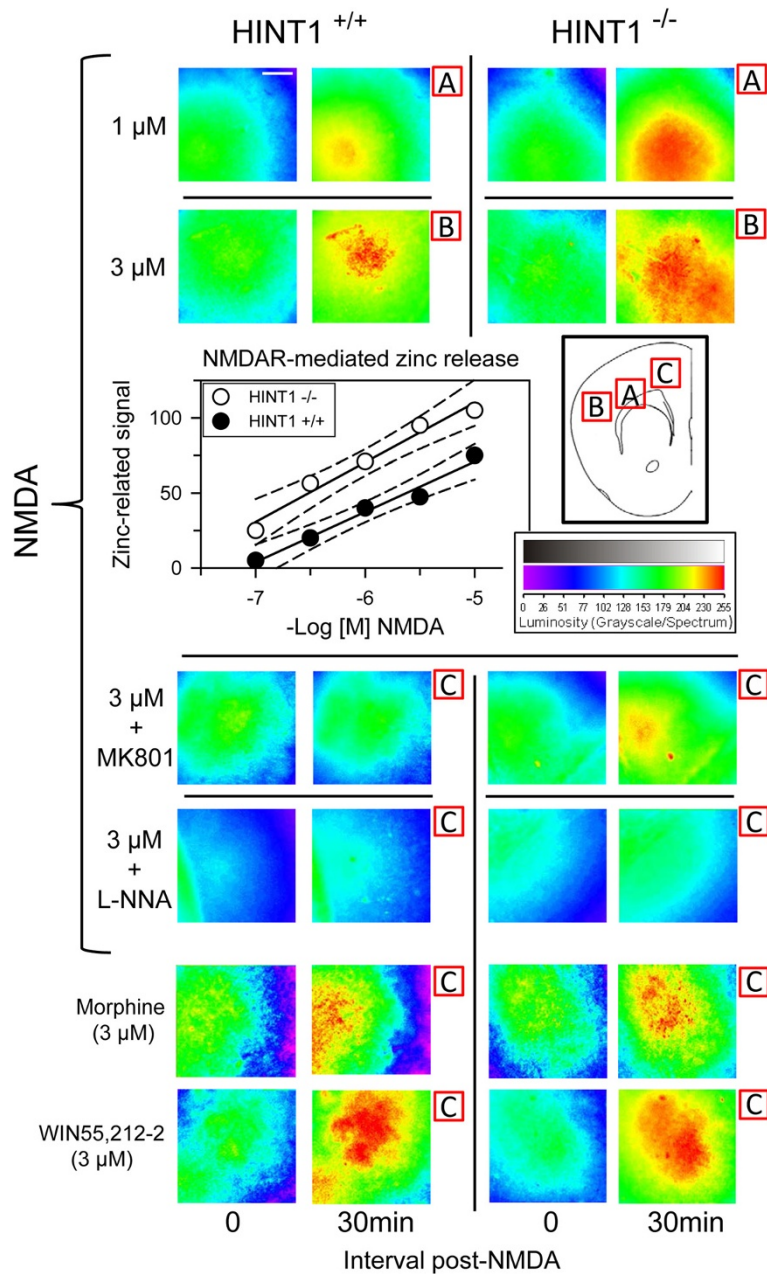 HINT1 +/+ HINT1 -/-
NMDA
1 µM
A A
3 µM
B B
NMDAR-mediated zinc release
Zinc-related signal
100
75
50
25
0
HINT1 -/-
HINT1 +/+
-7 -6 -5
-Log [M] NMDA
B A C
0 26 51 77 102 128 153 179 204 230 255
Luminosity (Grayscale/Spectrum)
3 µM
+
MK801
C C
3 µM
+
L-NNA
C C
Morphine
(3 µM)
C C
WIN55,212-2
(3 µM)
C C
0 30min 0 30min
Interval post-NMDA